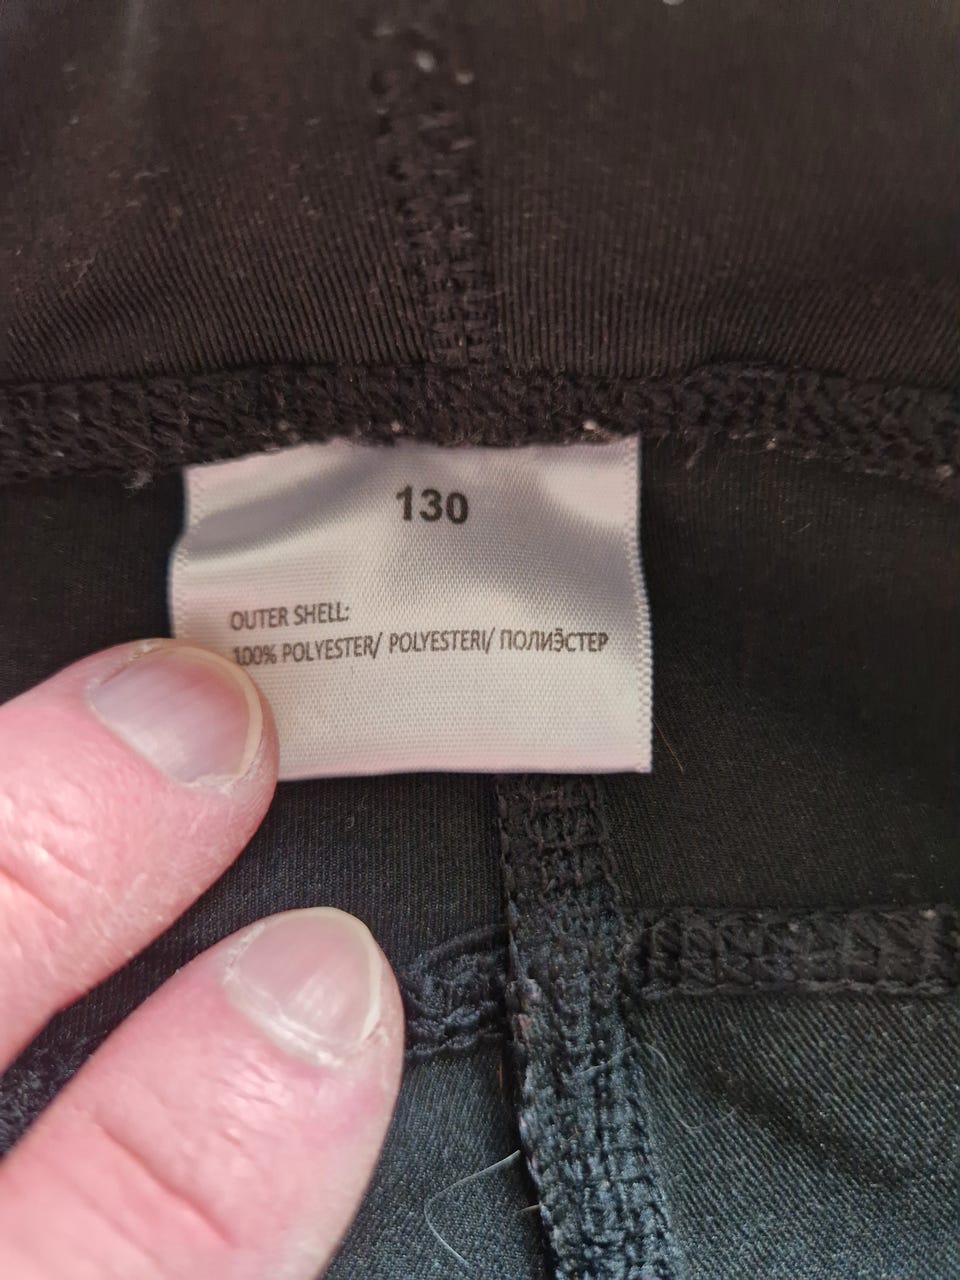 130
OUTER SHELL:
100% POLYESTER/ POLYESTERI/ ПОЛИЭСТЕР